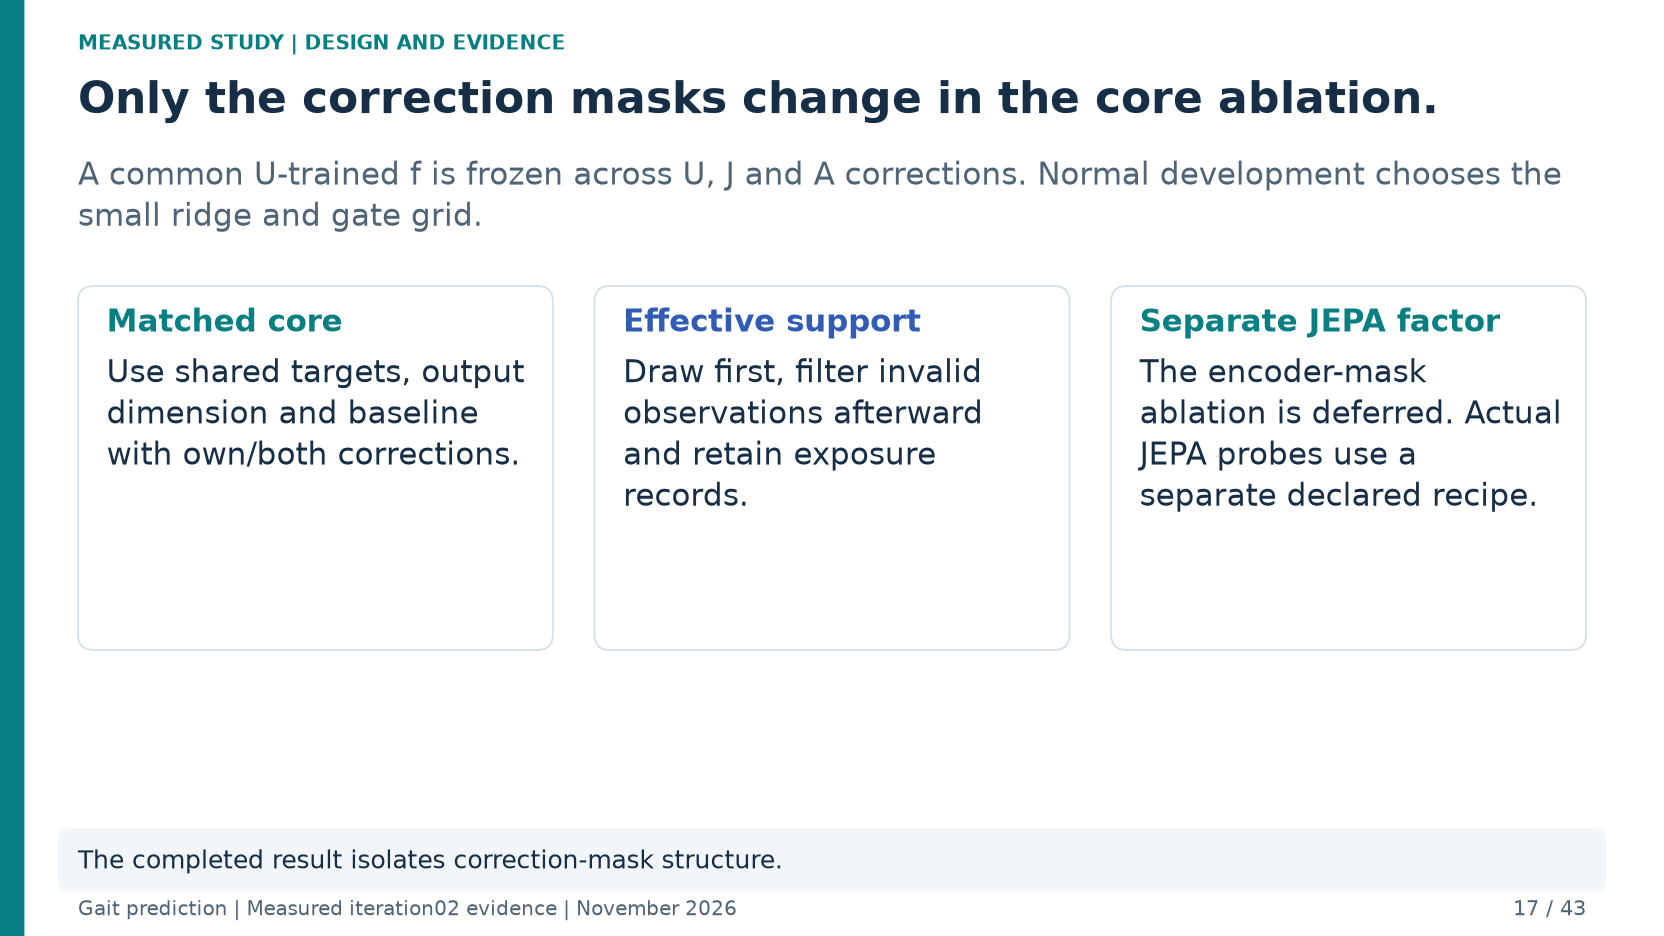 MEASURED STUDY | DESIGN AND EVIDENCE
Only the correction masks change in the core ablation.
A common U-trained f is frozen across U, J and A corrections. Normal development chooses the
small ridge and gate grid.
Matched core
Use shared targets, output
dimension and baseline
with own/both corrections.
Effective support
Draw first, filter invalid
observations afterward
and retain exposure
records.
Separate JEPA factor
The encoder-mask
ablation is deferred. Actual
JEPA probes use a
separate declared recipe.
The completed result isolates correction-mask structure.
Gait prediction | Measured iteration02 evidence | November 2026
17 / 43